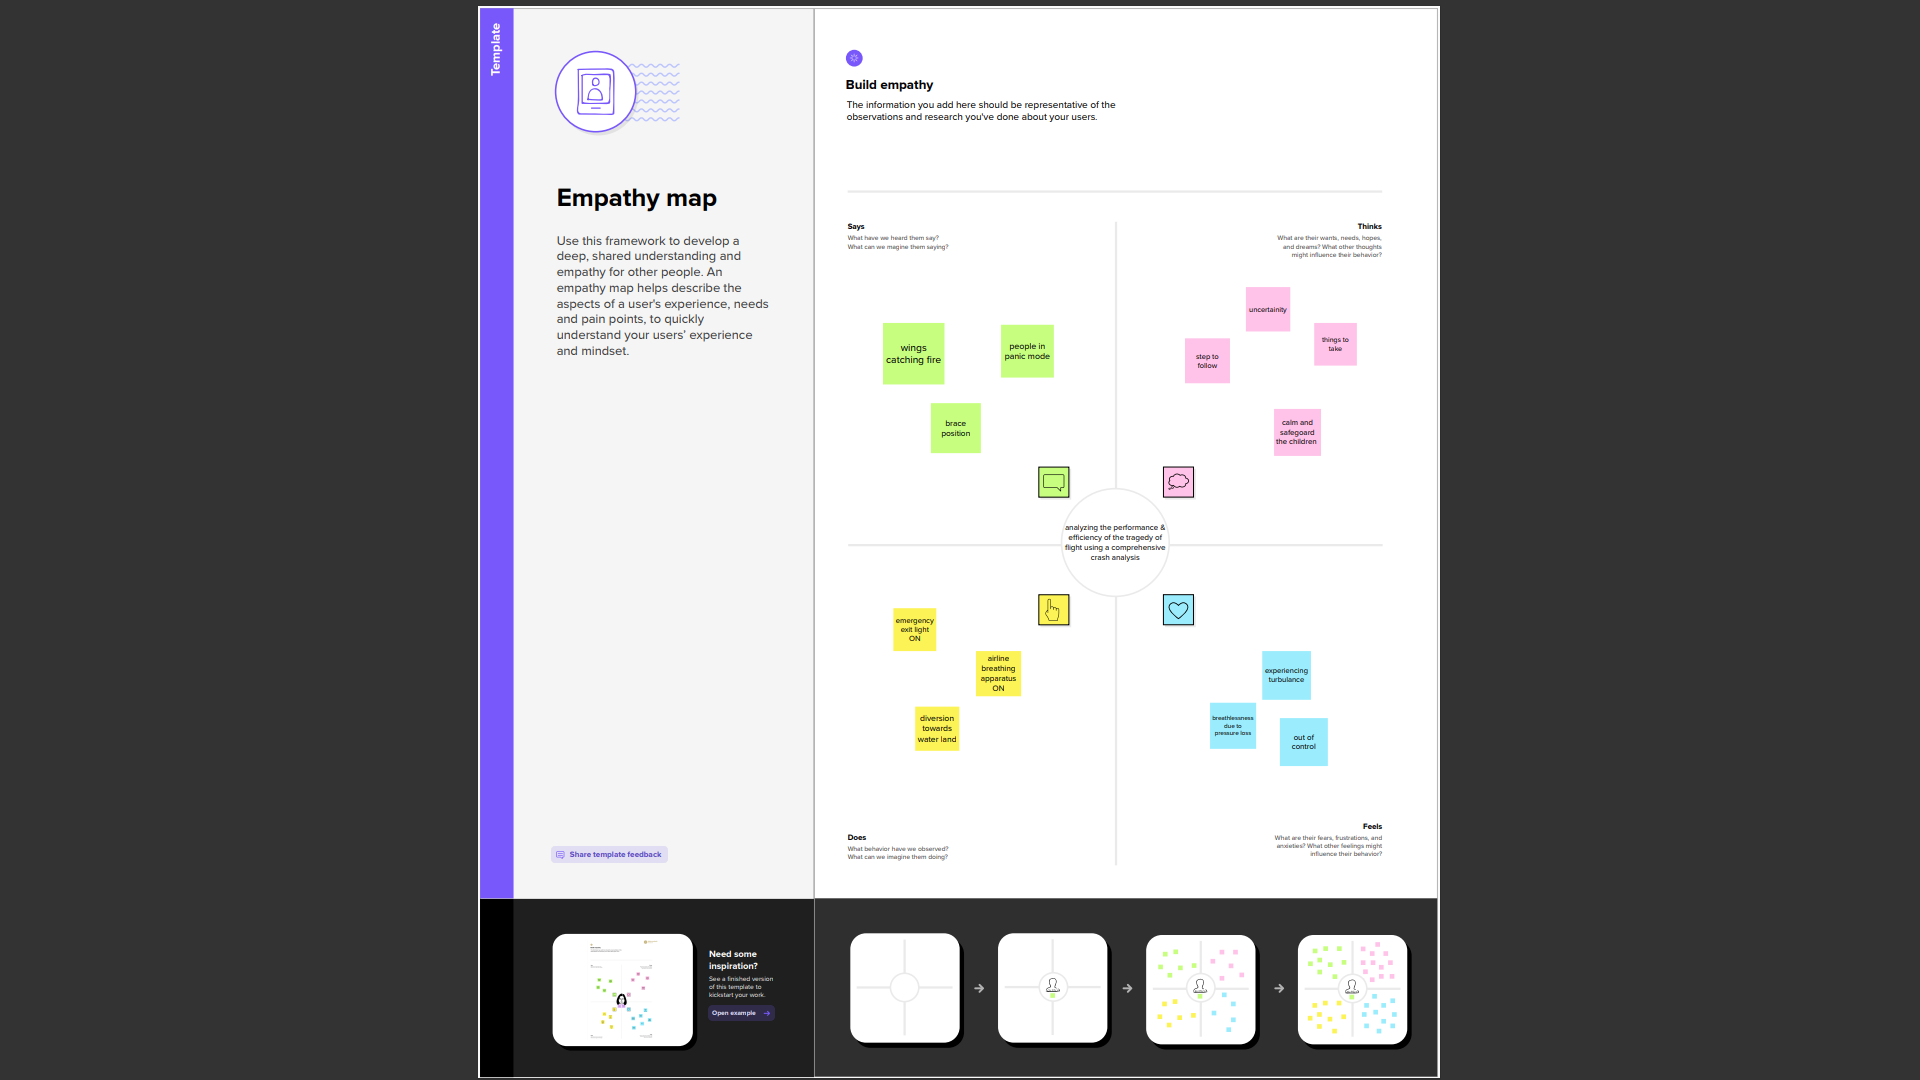 Template
Empathy map
Use this framework to develop a
deep, shared understanding and
empathy for other people. An
empathy map helps describe the
aspects of a user's experience, needs
and pain points, to quickly
understand your users' experience
and mindset.
Share template feedback
Build empathy
The information you add here should be representative of the
observations and research you've done about your users.
Says
What have we heard them say?
What can we magine them saying?
Thinks
What are their wants, needs, hopes,
and dreams? What other thoughts
might influence their behavior?
wings
catching fire
people in
panic mode
brace
position
uncertainity
step to
follow
things to
take
calm and
safegoard
the children
analyzing the performance &
efficiency of the tragedy of
flight using a comprehensive
crash analysis
emergency
exit light
ON
airline
breathing
apparatus
ON
diversion
towards
water land
experiencing
turbulance
breathlessness
due to
pressure loss
out of
control
Does
What behavior have we observed?
What can we imagine them doing?
Feels
What are their fears, frustrations, and
anxieties? What other feelings might
influence their behavior?
Need some
inspiration?
See a finished version
of this template to
kickstart your work.
Open example